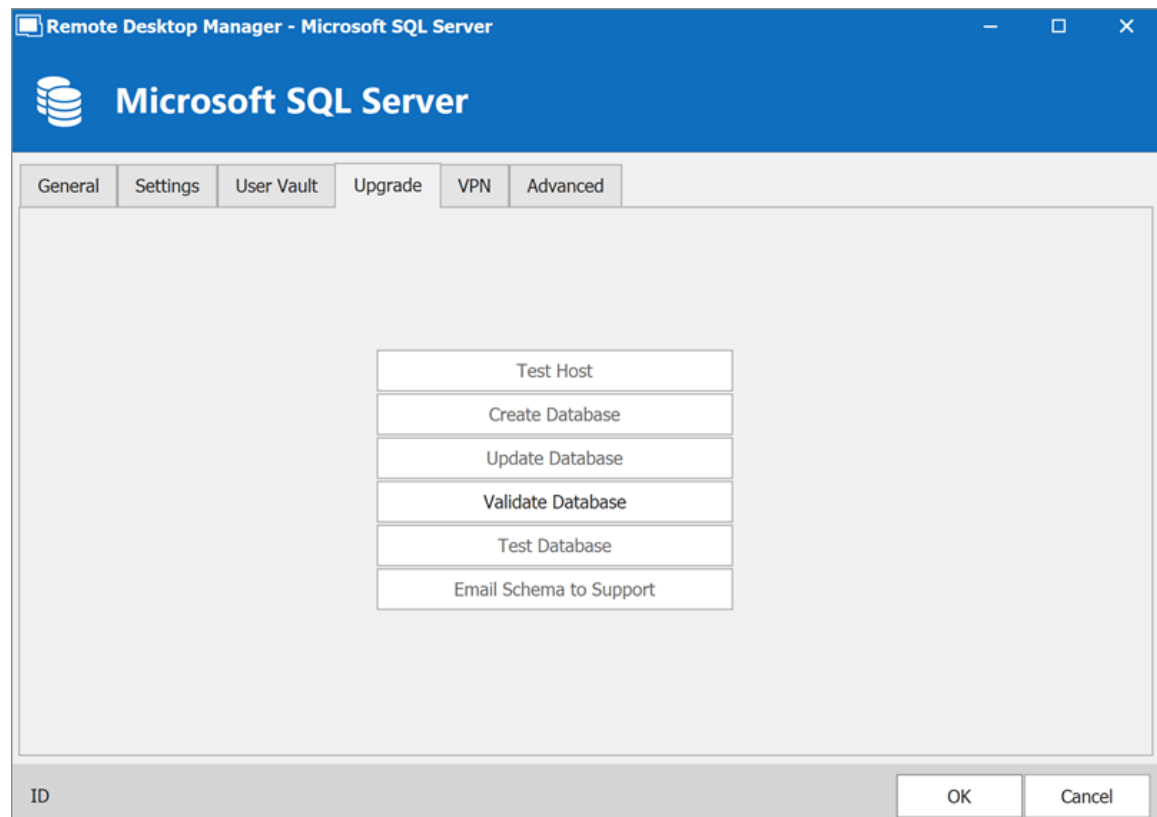 Remote Desktop Manager - Microsoft SQL Server
Microsoft SQL Server
General Settings User Vault Upgrade VPN Advanced
Test Host
Create Database
Update Database
Validate Database
Test Database
Email Schema to Support
ID OK Cancel